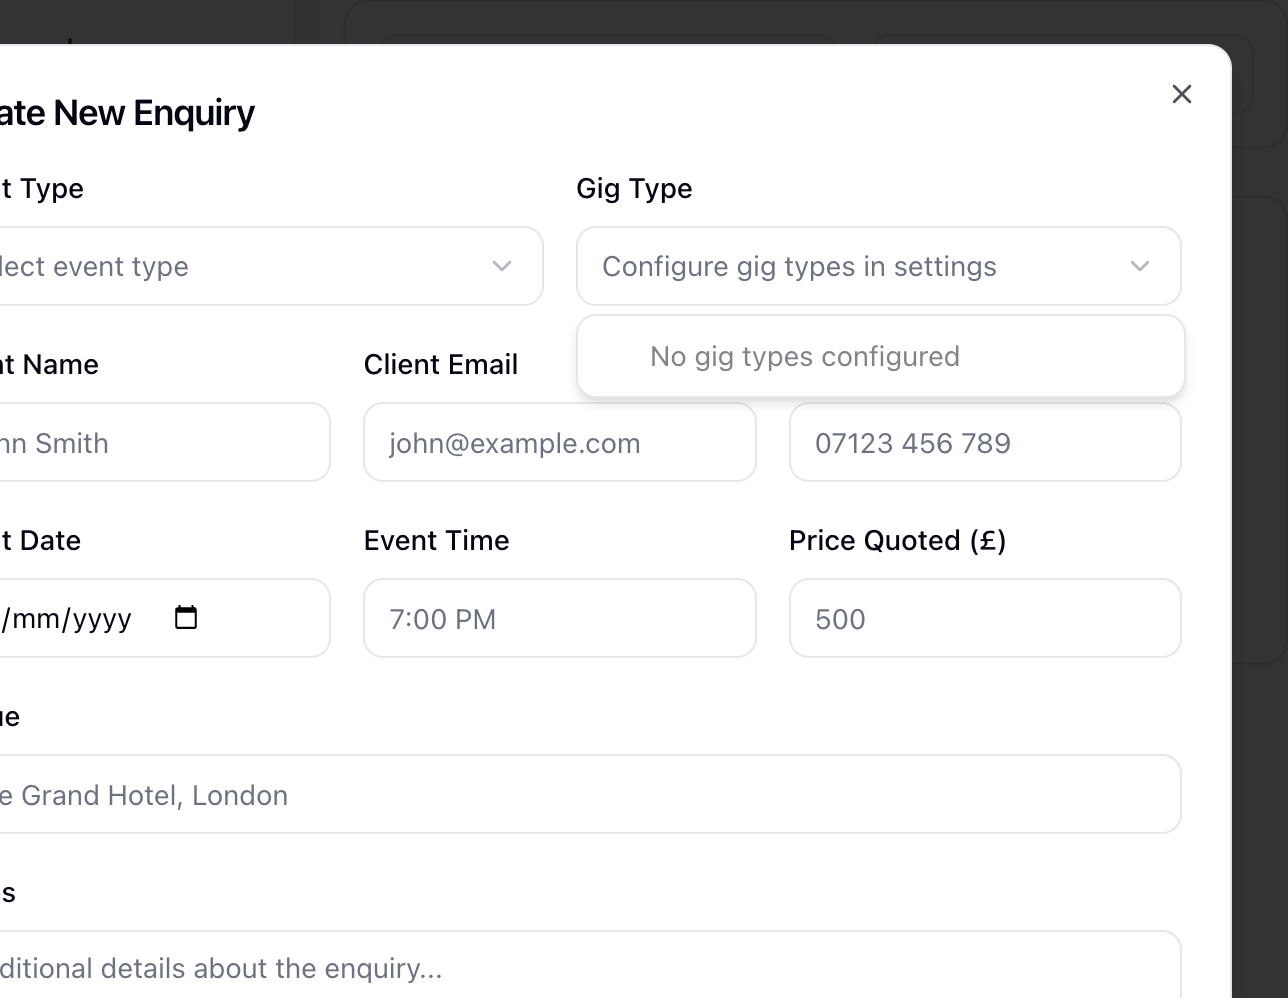 ate New Enquiry
t Type
Gig Type
lect event type
Configure gig types in settings
No gig types configured
nt Name
Client Email
nn Smith
john@example.com
07123 456 789
t Date
Event Time
Price Quoted (£)
/mm/yyyy
7:00 PM
500
ue
e Grand Hotel, London
s
ditional details about the enquiry...